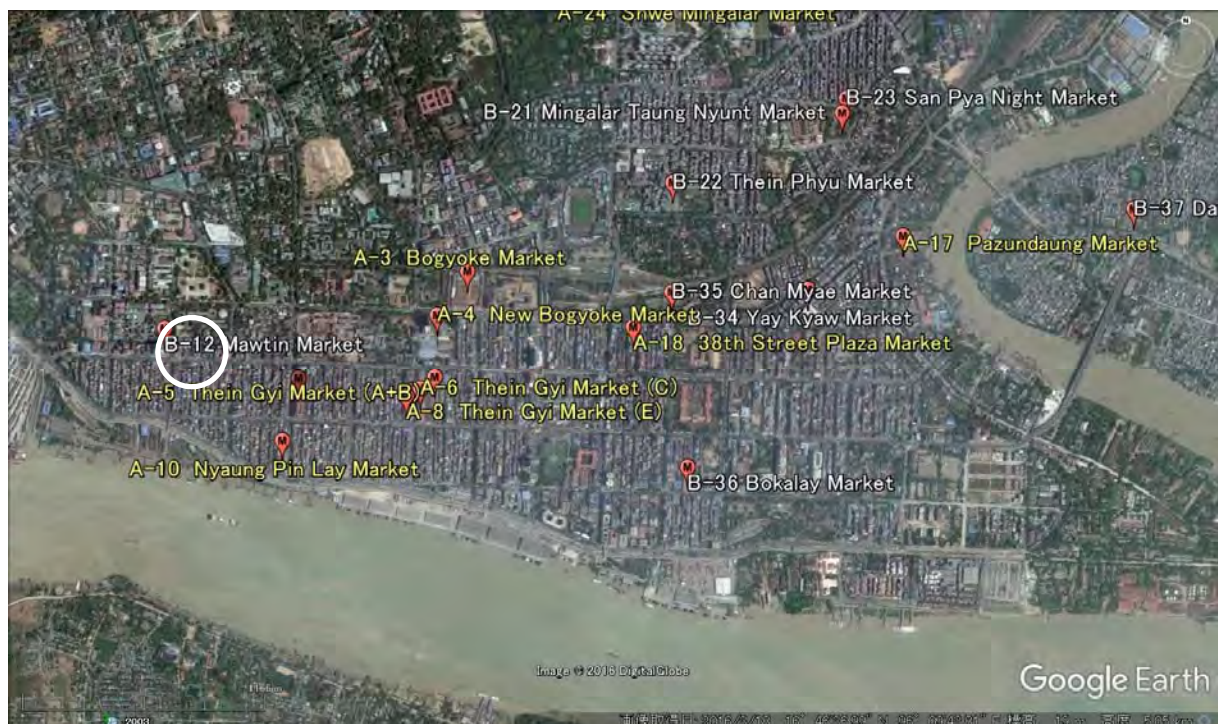 A-24 Shwe Mingalar Market
B-23 San Pya Night Market
B-21 Mingalar Taung Nyunt Market
B-22 Thein Phyu Market
B-37 Da
A-17 Pazundaung Market
A-3 Bogyoke Market
B-35 Chan Myae Market
A-4 New Bogyoke Market
B-34 Yay Kyaw Market
B-12 Mawtin Market
A-18 38th Street Plaza Market
A-5 Thein Gyi Market (A+B)
A-6 Thein Gyi Market (C)
A-8 Thein Gyi Market (E)
A-10 Nyaung Pin Lay Market
B-36 Bokalay Market
Image © 2016 DigitalGlobe
Google Earth
2003